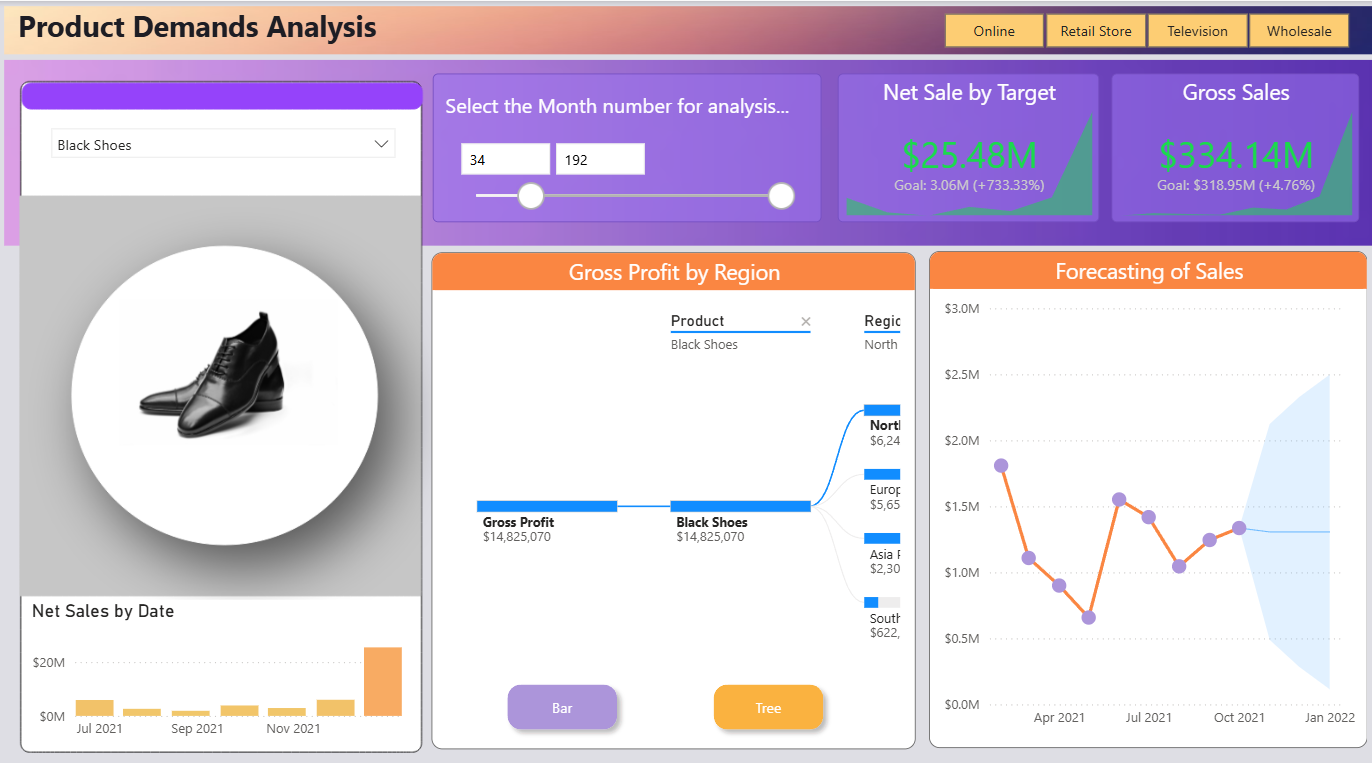 Product Demands Analysis
Online
Retail Store
Television
Wholesale
Black Shoes
Select the Month number for analysis...
34
192
Net Sale by Target
$25.48M
Goal: 3.06M (+733.33%)
Gross Sales
$334.14M
Goal: $318.95M (+4.76%)
Net Sales by Date
$20M
$0M
Jul 2021
Sep 2021
Nov 2021
Gross Profit by Region
Product
Black Shoes
Regic
North
Gross Profit
$14,825,070
Black Shoes
$14,825,070
Nort
$6,24
Europ
$5,65
Asia P
$2,30
South
$622,
Bar
Tree
Forecasting of Sales
$3.0M
$2.5M
$2.0M
$1.5M
$1.0M
$0.5M
$0.0M
Apr 2021
Jul 2021
Oct 2021
Jan 2022